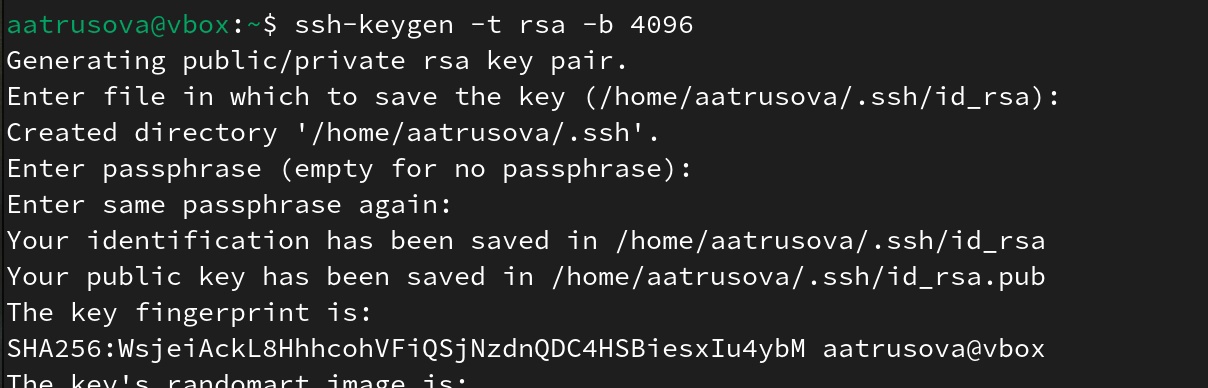 aatrusova@vbox:~$ ssh-keygen -t rsa -b 4096
Generating public/private rsa key pair.
Enter file in which to save the key (/home/aatrusova/.ssh/id_rsa):
Created directory '/home/aatrusova/.ssh'.
Enter passphrase (empty for no passphrase):
Enter same passphrase again:
Your identification has been saved in /home/aatrusova/.ssh/id_rsa
Your public key has been saved in /home/aatrusova/.ssh/id_rsa.pub
The key fingerprint is:
SHA256:WsjeiAckL8HhhcohVFiQSjNzdnQDC4HSBiesxIu4ybM aatrusova@vbox
The key's randomart image is: